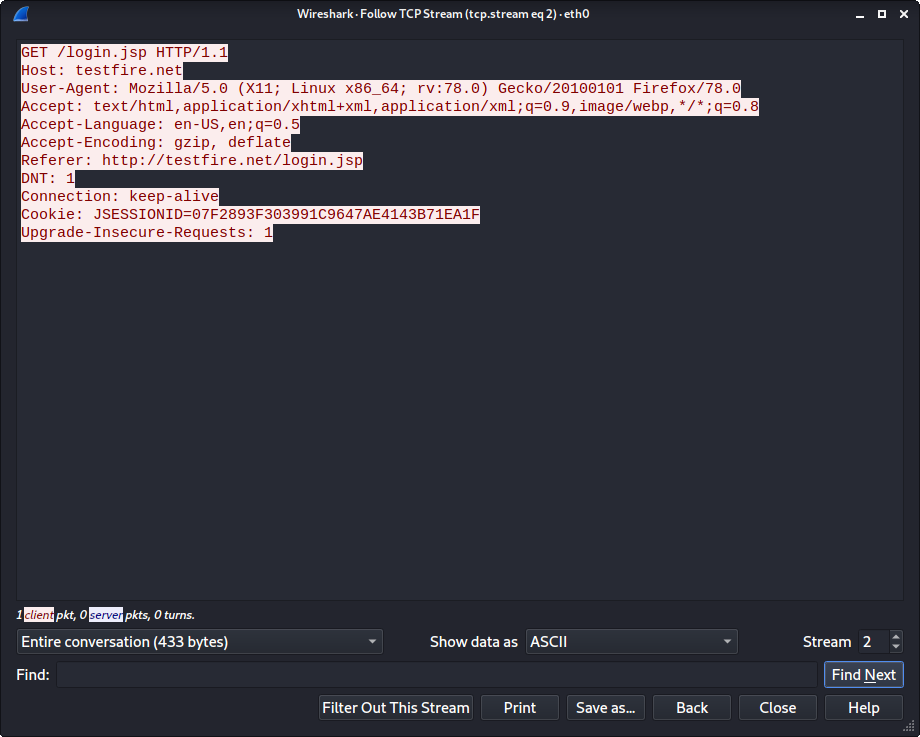 Wireshark · Follow TCP Stream (tcp.stream eq 2) · eth0
GET /login.jsp HTTP/1.1
Host: testfire.net
User-Agent: Mozilla/5.0 (X11; Linux x86_64; rv:78.0) Gecko/20100101 Firefox/78.0
Accept: text/html,application/xhtml+xml,application/xml;q=0.9,image/webp,*/*;q=0.8
Accept-Language: en-US,en;q=0.5
Accept-Encoding: gzip, deflate
Referer: http://testfire.net/login.jsp
DNT: 1
Connection: keep-alive
Cookie: JSESSIONID=07F2893F303991C9647AE4143B71EA1F
Upgrade-Insecure-Requests: 1
1 client pkt, 0 server pkts, 0 turns.
Entire conversation (433 bytes) Show data as ASCII Stream 2
Find: Find Next
Filter Out This Stream Print Save as... Back Close Help